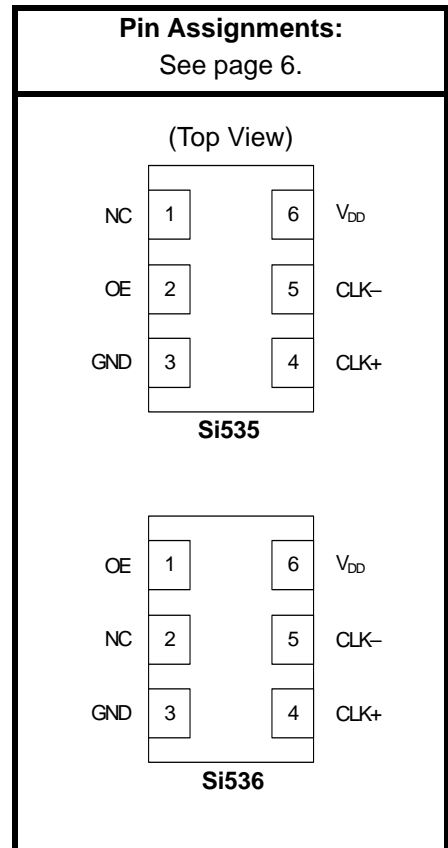 Pin Assignments:
See page 6.
(Top View)
NC 1 6 VDD
OE 2 5 CLK–
GND 3 4 CLK+
Si535
OE 1 6 VDD
NC 2 5 CLK–
GND 3 4 CLK+
Si536